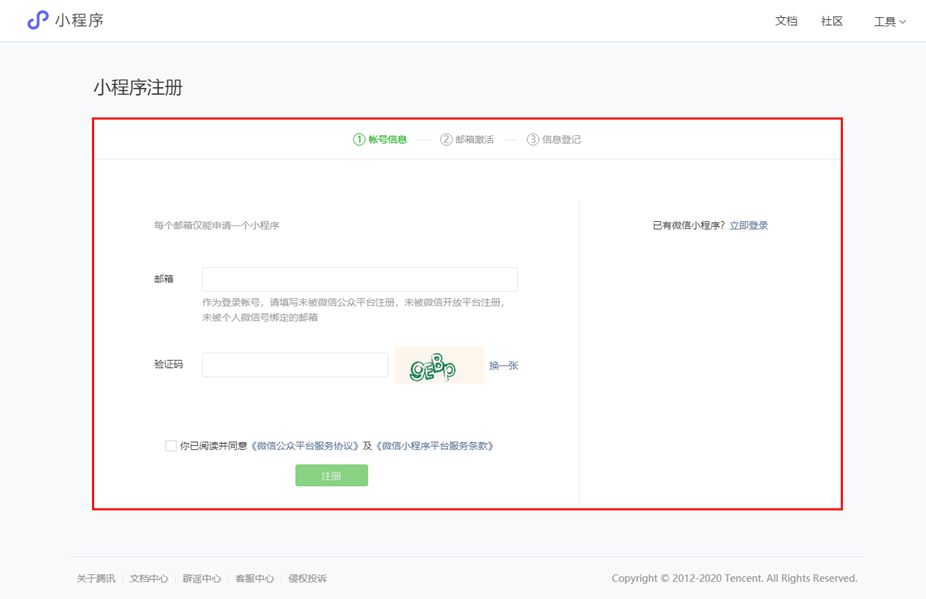 小程序
文档 社区 工具
小程序注册
① 帐号信息 ② 邮箱激活 ③ 信息登记
每个邮箱仅能申请一个小程序
已有微信小程序？立即登录
邮箱
作为登录帐号，请填写未被微信公众平台注册，未被微信开放平台注册，
未被个人微信号绑定的邮箱
验证码 gEBp 换一张
你已阅读并同意《微信公众平台服务协议》及《微信小程序平台服务条款》
注册
关于腾讯 文档中心 辟谣中心 客服中心 侵权投诉
Copyright © 2012-2020 Tencent. All Rights Reserved.